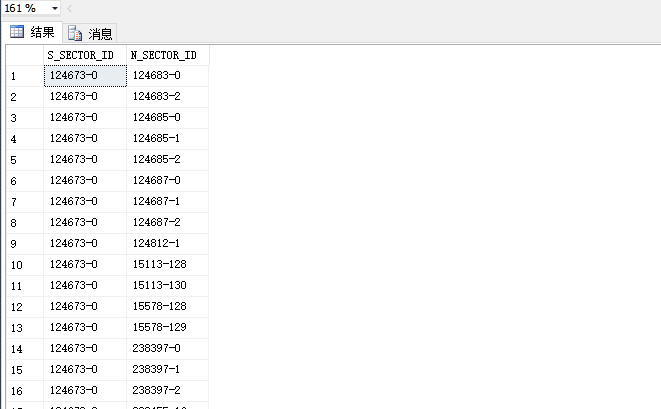 161 %
结果 消息
S_SECTOR_ID N_SECTOR_ID
1 124673-0 124683-0
2 124673-0 124683-2
3 124673-0 124685-0
4 124673-0 124685-1
5 124673-0 124685-2
6 124673-0 124687-0
7 124673-0 124687-1
8 124673-0 124687-2
9 124673-0 124812-1
10 124673-0 15113-128
11 124673-0 15113-130
12 124673-0 15578-128
13 124673-0 15578-129
14 124673-0 238397-0
15 124673-0 238397-1
16 124673-0 238397-2